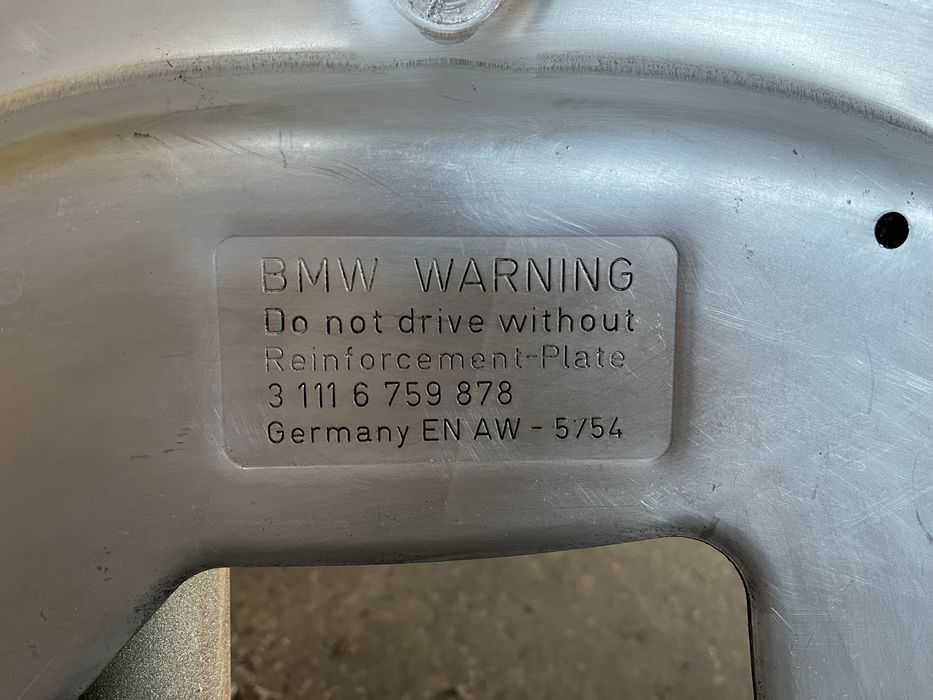 BMW WARNING
Do not drive without
Reinforcement-Plate
3 111 6 759 878
Germany EN AW - 5754